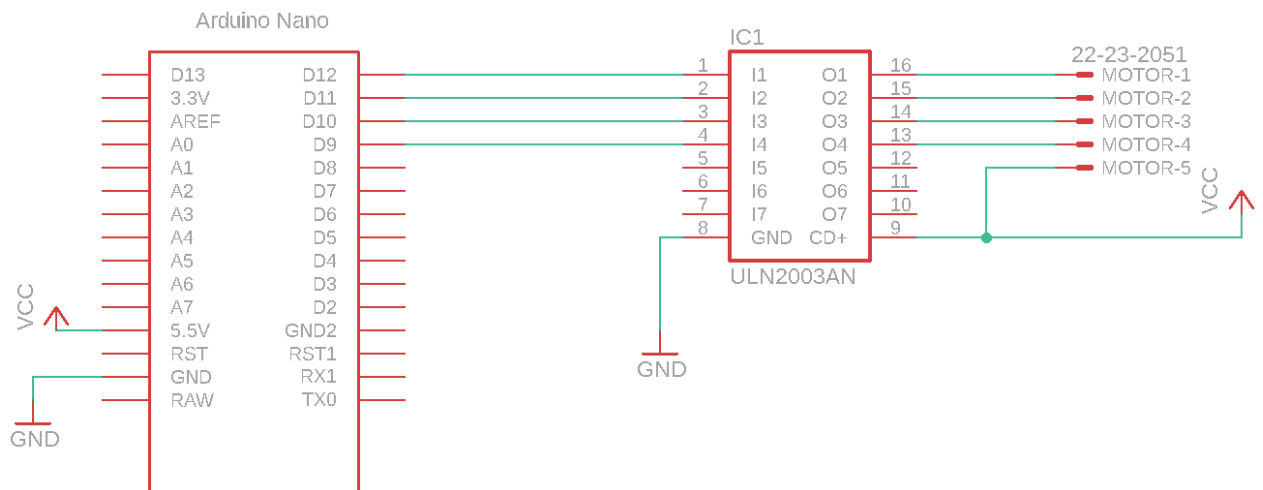 Arduino Nano
D13 D12
3.3V D11
AREF D10
A0 D9
A1 D8
A2 D7
A3 D6
A4 D5
A5 D4
A6 D3
A7 D2
5.5V GND2
RST RST1
GND RX1
RAW TX0
VCC
GND
IC1
1 I1 O1 16
2 I2 O2 15
3 I3 O3 14
4 I4 O4 13
5 I5 O5 12
6 I6 O6 11
7 I7 O7 10
8 GND CD+ 9
ULN2003AN
GND
22-23-2051
MOTOR-1
MOTOR-2
MOTOR-3
MOTOR-4
MOTOR-5
VCC